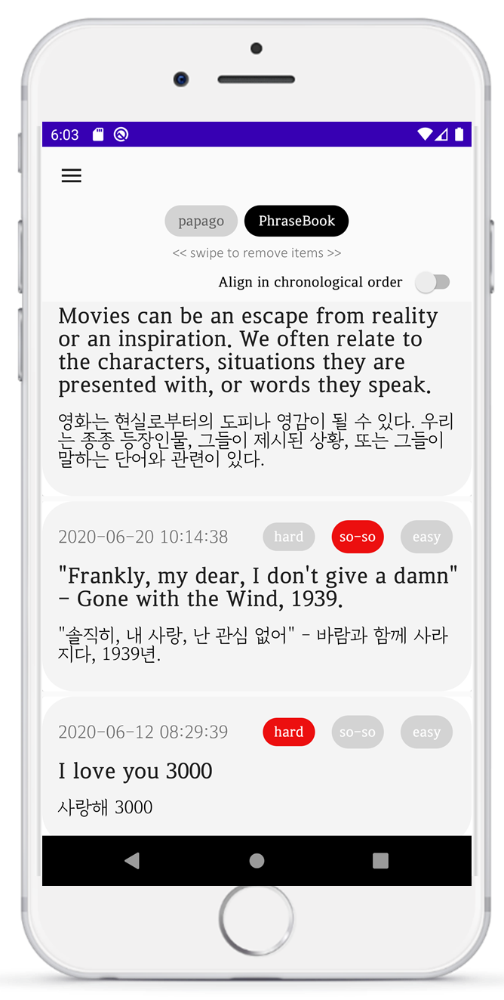 6:03
papago PhraseBook
<< swipe to remove items >>
Align in chronological order
Movies can be an escape from reality
or an inspiration. We often relate to
the characters, situations they are
presented with, or words they speak.
영화는 현실로부터의 도피나 영감이 될 수 있다. 우리
는 종종 등장인물, 그들이 제시된 상황, 또는 그들이
말하는 단어와 관련이 있다.
2020-06-20 10:14:38 hard so-so easy
"Frankly, my dear, I don't give a damn"
- Gone with the Wind, 1939.
"솔직히, 내 사랑, 난 관심 없어" - 바람과 함께 사라
지다, 1939년.
2020-06-12 08:29:39 hard so-so easy
I love you 3000
사랑해 3000